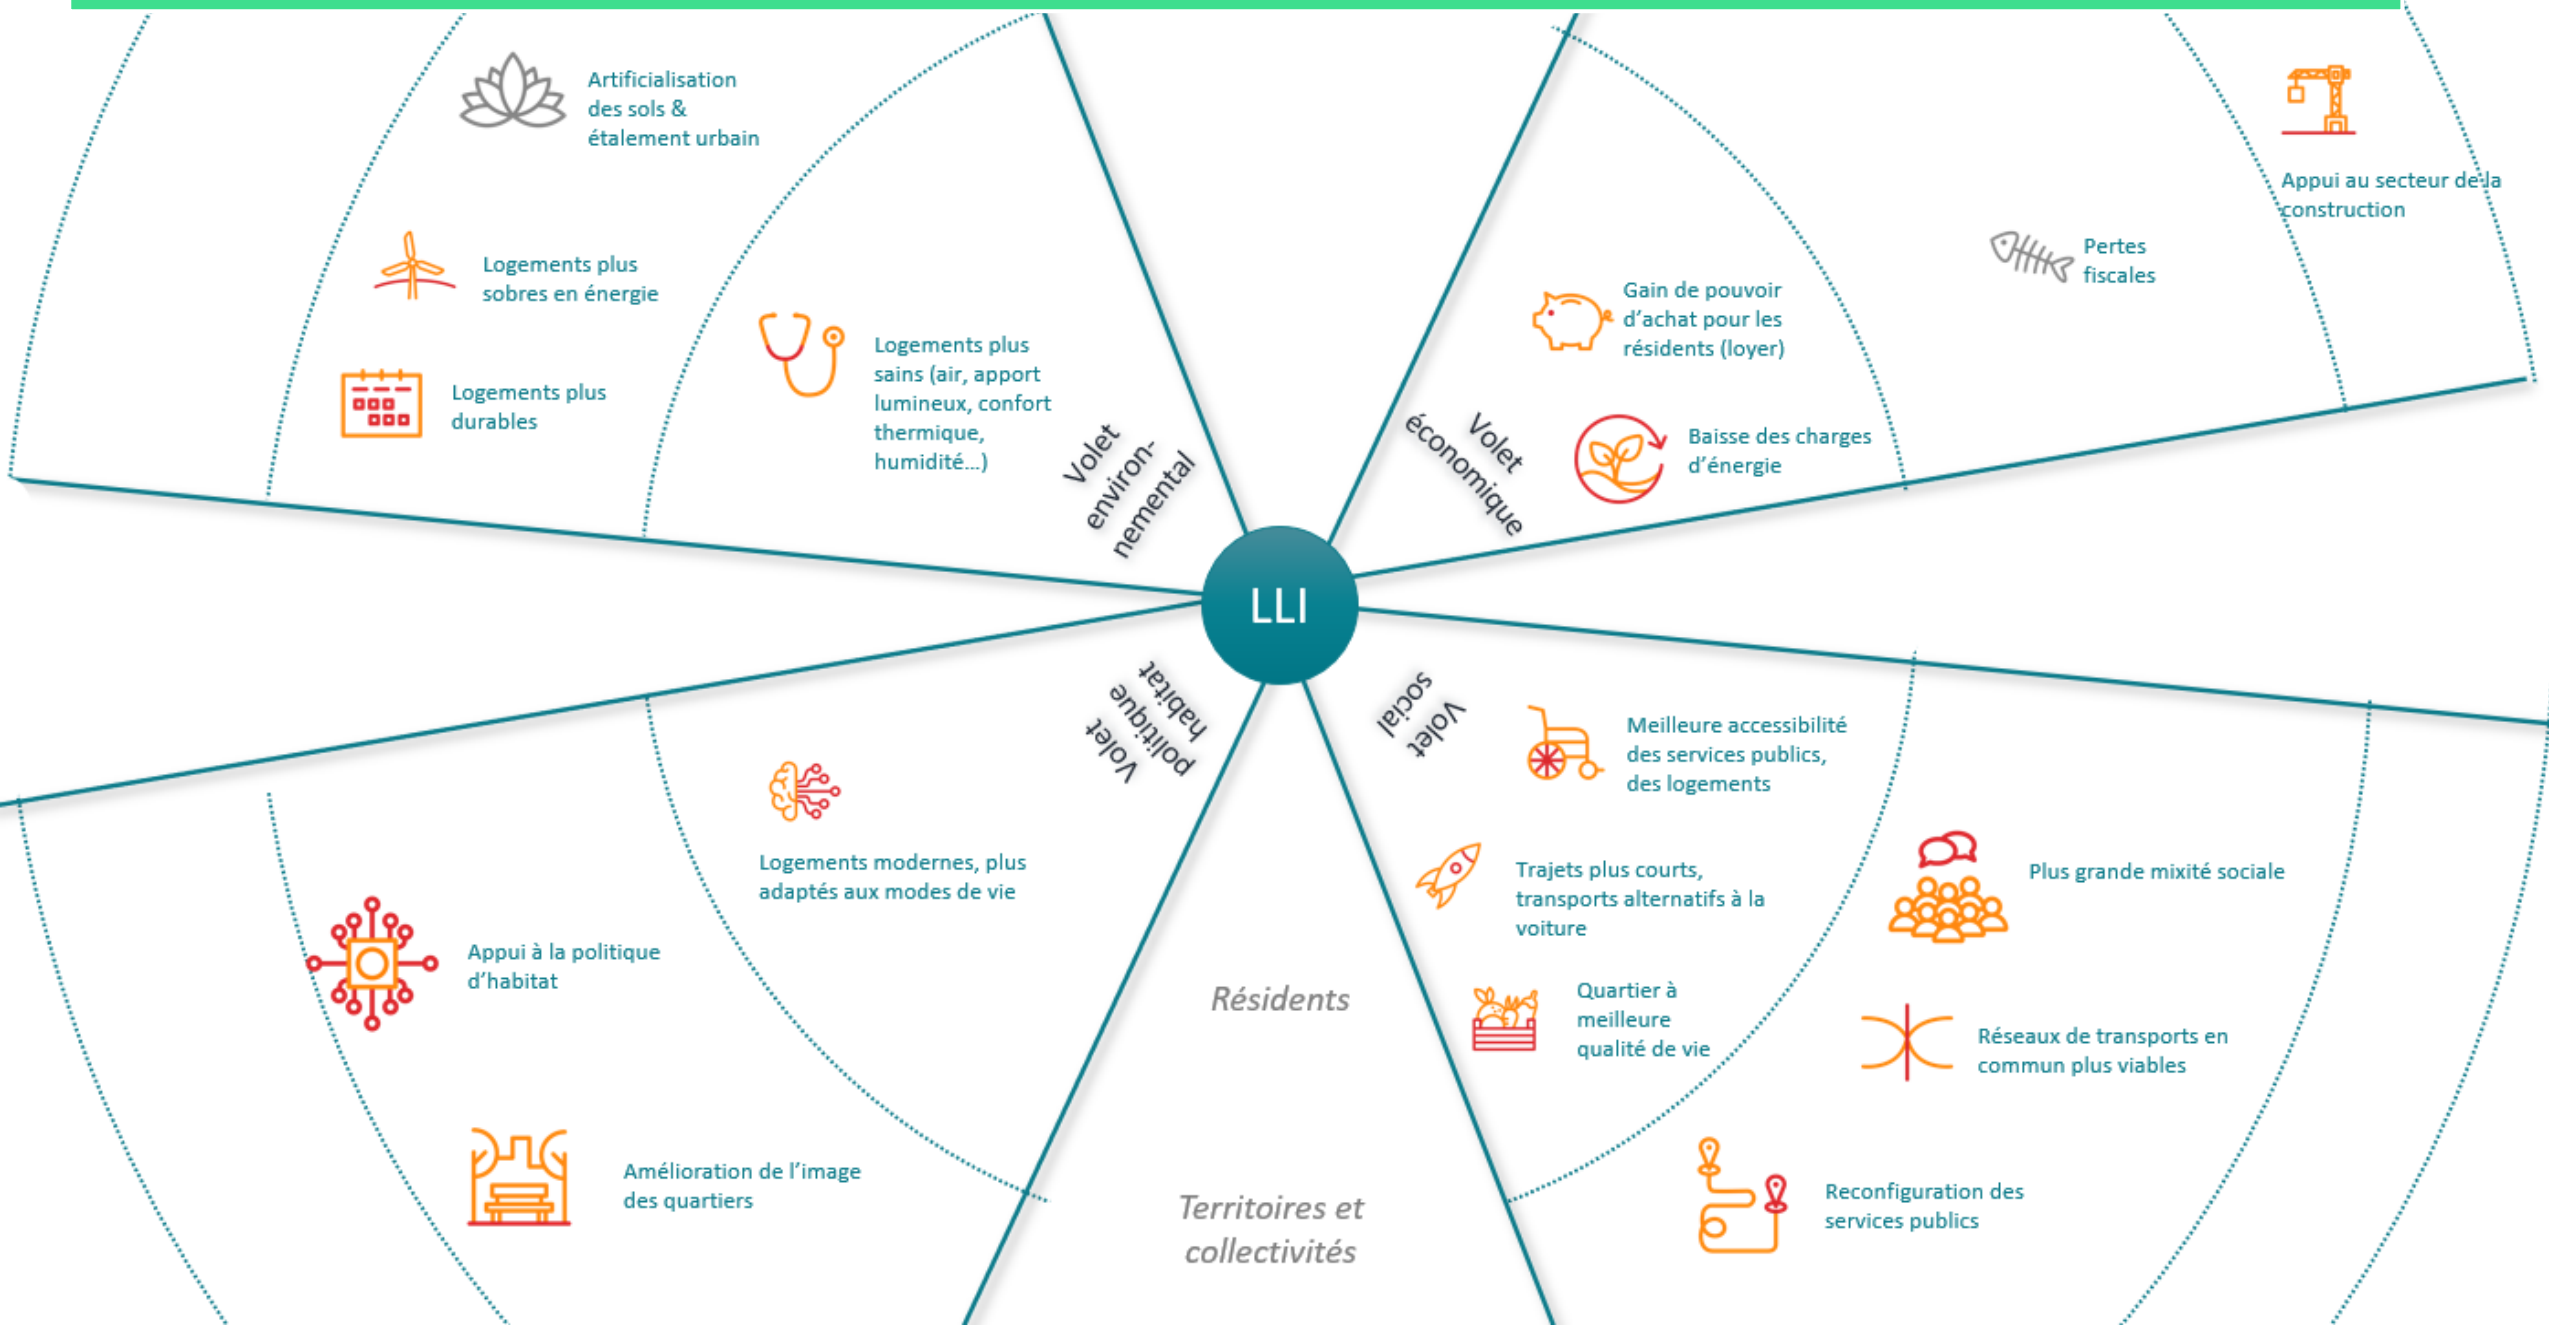 Artificialisation
des sols &
étalement urbain
Logements plus
sobres en énergie
Logements plus
durables
Logements plus
sains (air, apport
lumineux, confort
thermique,
humidité...)
Volet
environ-
nemental
Volet
économique
Gain de pouvoir
d’achat pour les
résidents (loyer)
Baisse des charges
d’énergie
Pertes
fiscales
Appui au secteur de la
construction
LLI
Volet
politique
habitat
Logements modernes, plus
adaptés aux modes de vie
Appui à la politique
d’habitat
Amélioration de l’image
des quartiers
Volet
social
Meilleure accessibilité
des services publics,
des logements
Trajets plus courts,
transports alternatifs à la
voiture
Quartier à
meilleure
qualité de vie
Plus grande mixité sociale
Réseaux de transports en
commun plus viables
Reconfiguration des
services publics
Résidents
Territoires et
collectivités